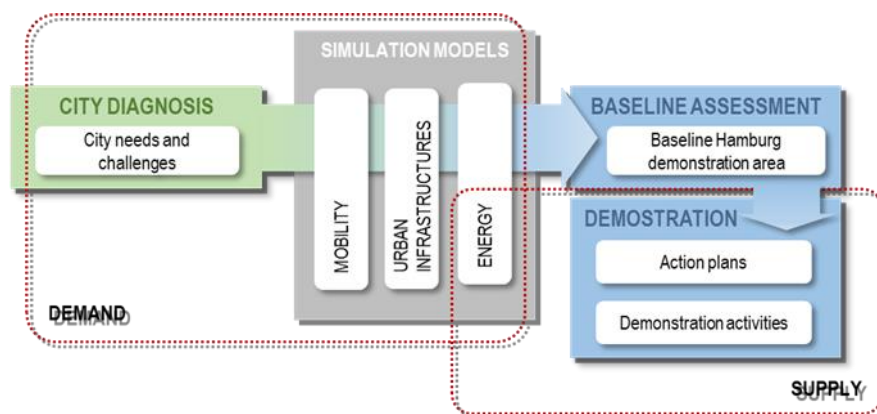 SIMULATION MODELS
CITY DIAGNOSIS
City needs and
challenges
MOBILITY
URBAN
INFRASTRUCTURES
ENERGY
BASELINE ASSESSMENT
Baseline Hamburg
demonstration area
DEMOSTRATION
Action plans
Demonstration activities
DEMAND
SUPPLY